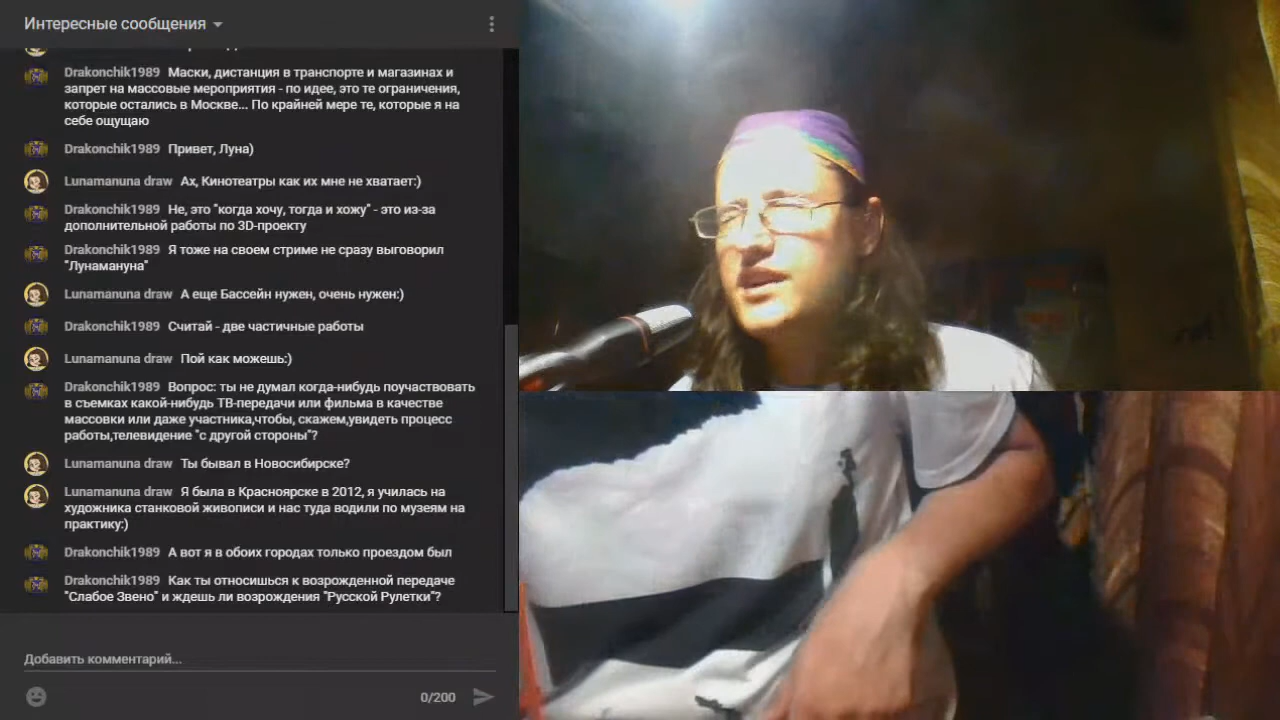 Интересные сообщения
Drakonchik1989 Маски, дистанция в транспорте и магазинах и
запрет на массовые мероприятия - по идее, это те ограничения,
которые остались в Москве... По крайней мере те, которые я на
себе ощущаю
Drakonchik1989 Привет, Луна)
Lunamanuna draw Ах, Кинотеатры как их мне не хватает:)
Drakonchik1989 Не, это "когда хочу, тогда и хожу" - это из-за
дополнительной работы по 3D-проекту
Drakonchik1989 Я тоже на своем стриме не сразу выговорил
"Лунамануна"
Lunamanuna draw А еще Бассейн нужен, очень нужен:)
Drakonchik1989 Считай - две частичные работы
Lunamanuna draw Пой как можешь:)
Drakonchik1989 Вопрос: ты не думал когда-нибудь поучаствовать
в съемках какой-нибудь ТВ-передачи или фильма в качестве
массовки или даже участника,чтобы, скажем,увидеть процесс
работы,телевидение "с другой стороны"?
Lunamanuna draw Ты бывал в Новосибирске?
Lunamanuna draw Я была в Красноярске в 2012, я училась на
художника станковой живописи и нас туда водили по музеям на
практику:)
Drakonchik1989 А вот я в обоих городах только проездом был
Drakonchik1989 Как ты относишься к возрожденной передаче
"Слабое Звено" и ждешь ли возрождения "Русской Рулетки"?
Добавить комментарий...
0/200